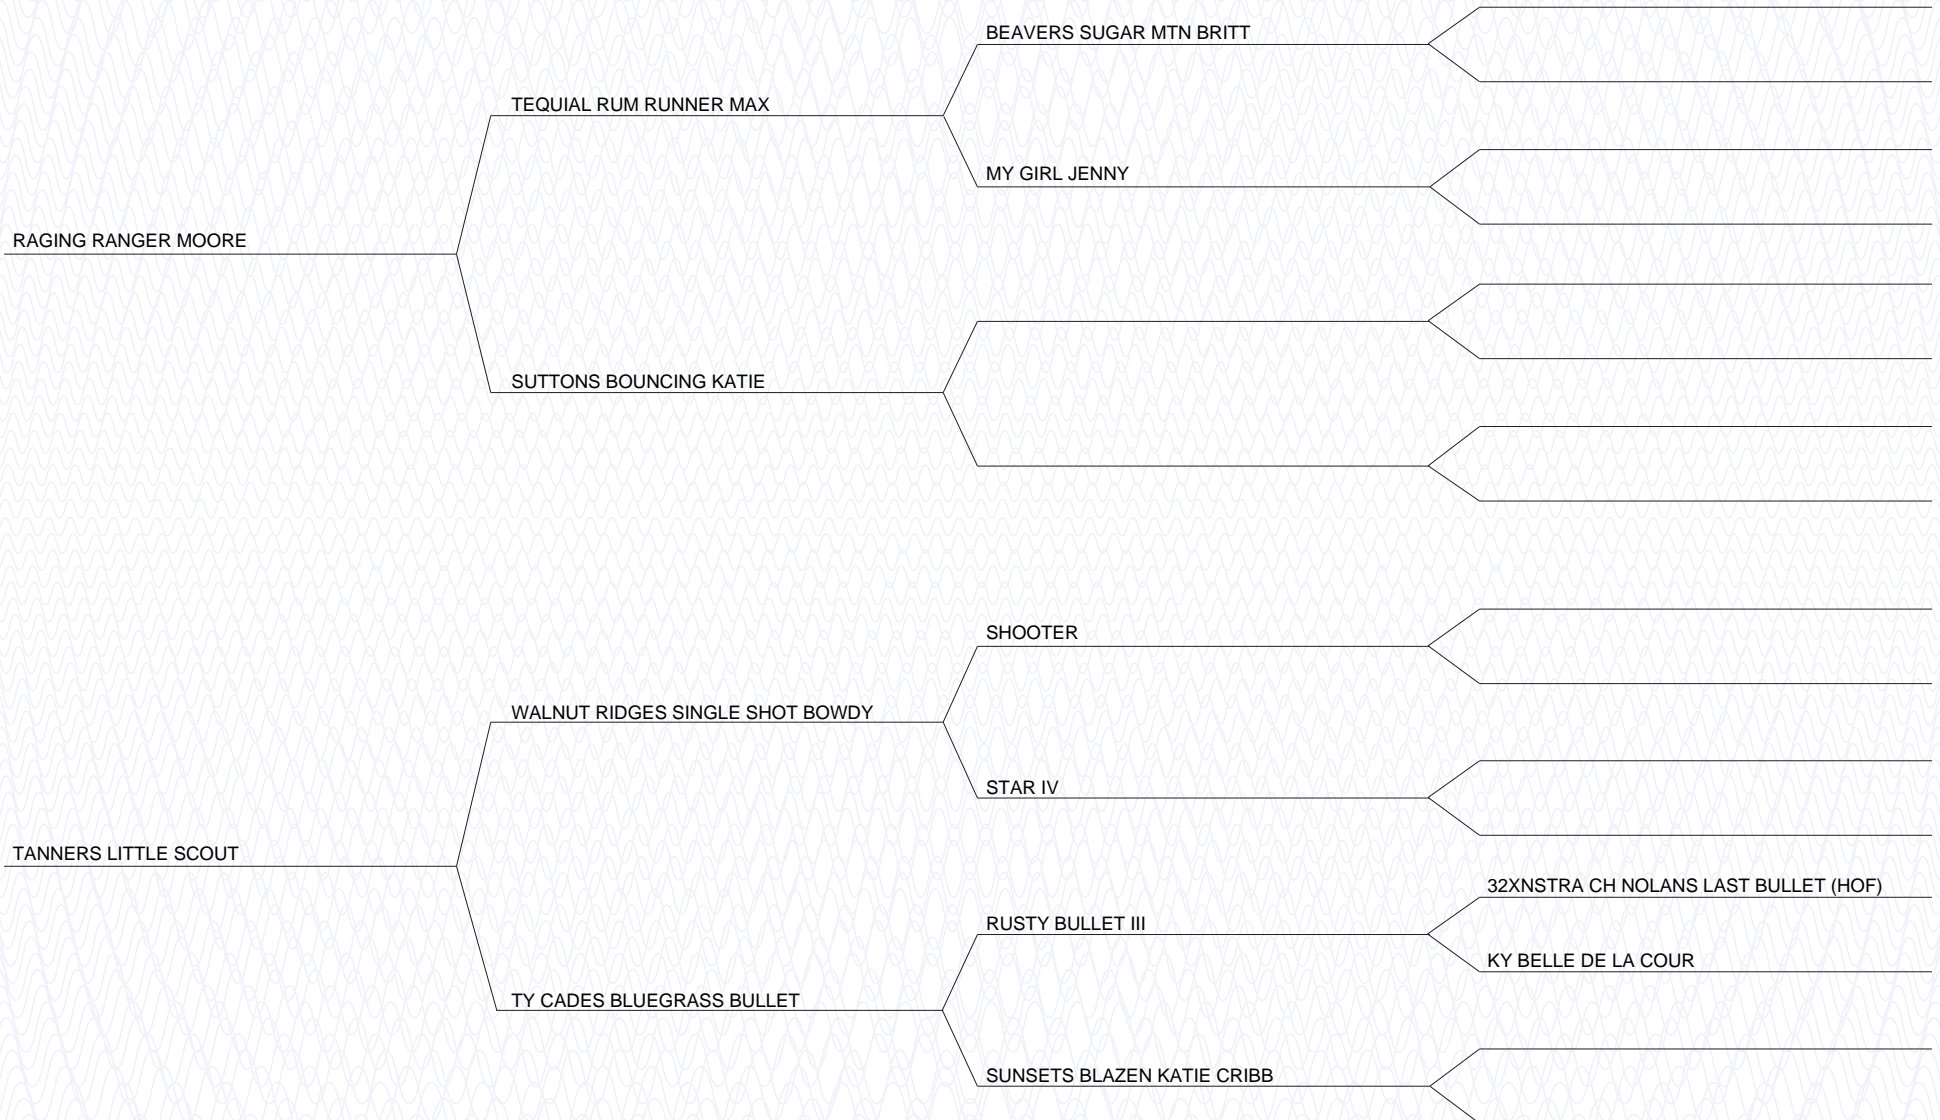 BEAVERS SUGAR MTN BRITT
TEQUIAL RUM RUNNER MAX
MY GIRL JENNY
RAGING RANGER MOORE
SUTTONS BOUNCING KATIE
SHOOTER
WALNUT RIDGES SINGLE SHOT BOWDY
STAR IV
TANNERS LITTLE SCOUT
32XNSTRA CH NOLANS LAST BULLET (HOF)
RUSTY BULLET III
KY BELLE DE LA COUR
TY CADES BLUEGRASS BULLET
SUNSETS BLAZEN KATIE CRIBB